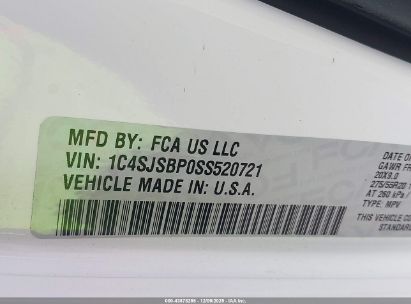 MFD BY: FCA US LLC
VIN: 1C4SJSBP0SS520721
VEHICLE MADE IN: U.S.A.
DATE O
GAWR FR
20X9.0
275/55R20
AT 260 kPa /
TYPE: MPV
THIS VEHICLE CO
STANDAR